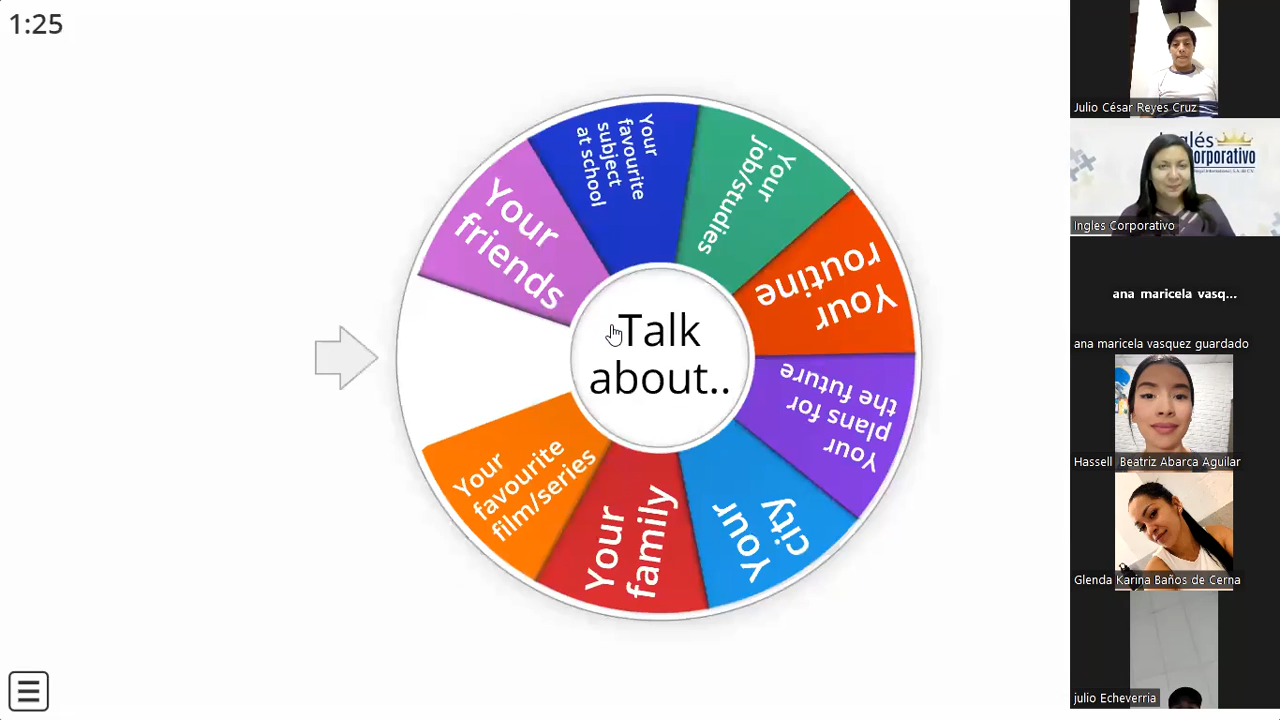 1:25
Your
favourite
subject
at school
Your
job/studies
Your
routine
Your
plans for
the future
Your
city
Your
family
Your
favourite
film/series
Your
friends
Talk
about..
Julio César Reyes Cruz
Inglés
Corporativo
Ingles Corporativo
ana maricela vasq...
ana maricela vasquez guardado
Hassell Beatriz Abarca Aguilar
Glenda Karina Baños de Cerna
julio Echeverria